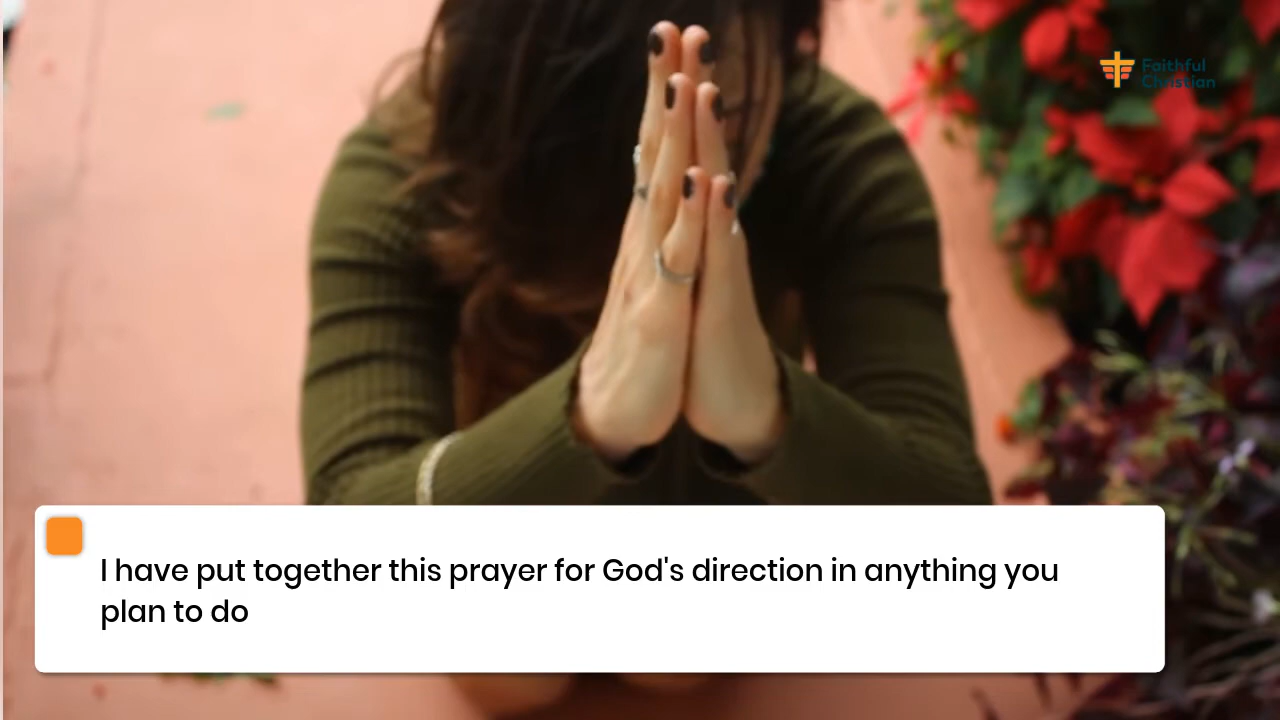 Faithful
Christian
I have put together this prayer for God's direction in anything you
plan to do